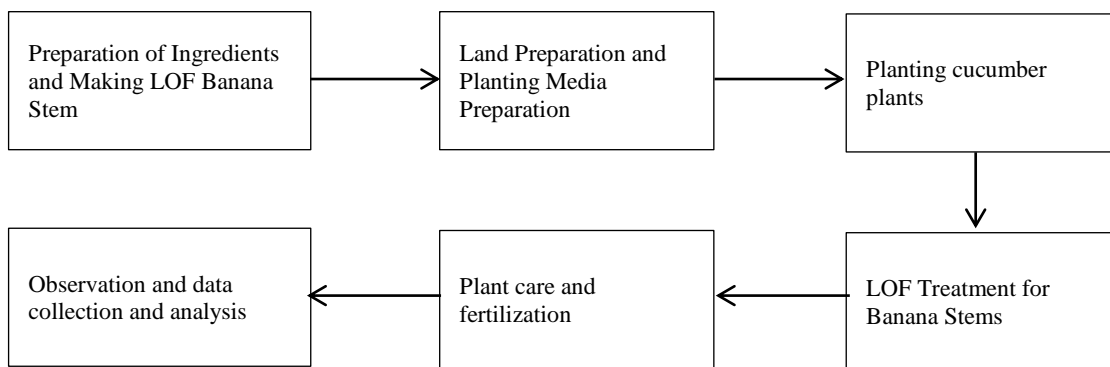 Preparation of Ingredients
and Making LOF Banana
Stem
Land Preparation and
Planting Media
Preparation
Planting cucumber
plants
LOF Treatment for
Banana Stems
Plant care and
fertilization
Observation and data
collection and analysis